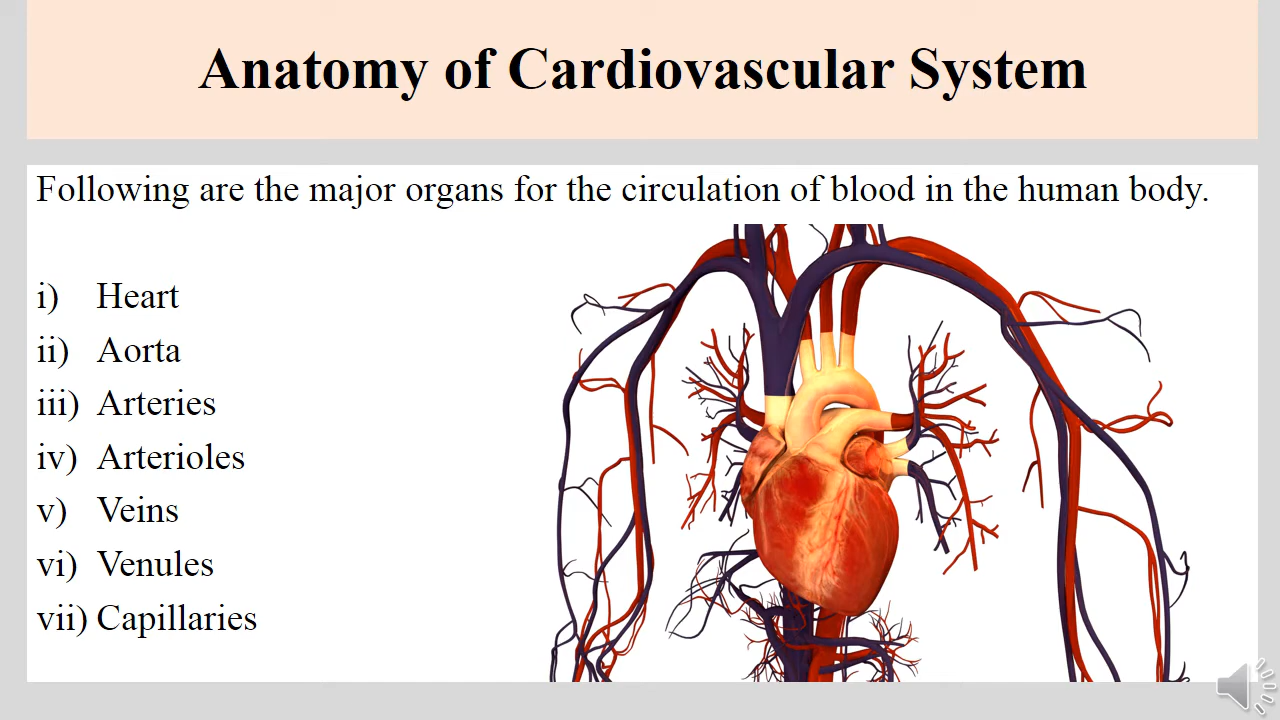 Anatomy of Cardiovascular System
Following are the major organs for the circulation of blood in the human body.
i) Heart
ii) Aorta
iii) Arteries
iv) Arterioles
v) Veins
vi) Venules
vii) Capillaries